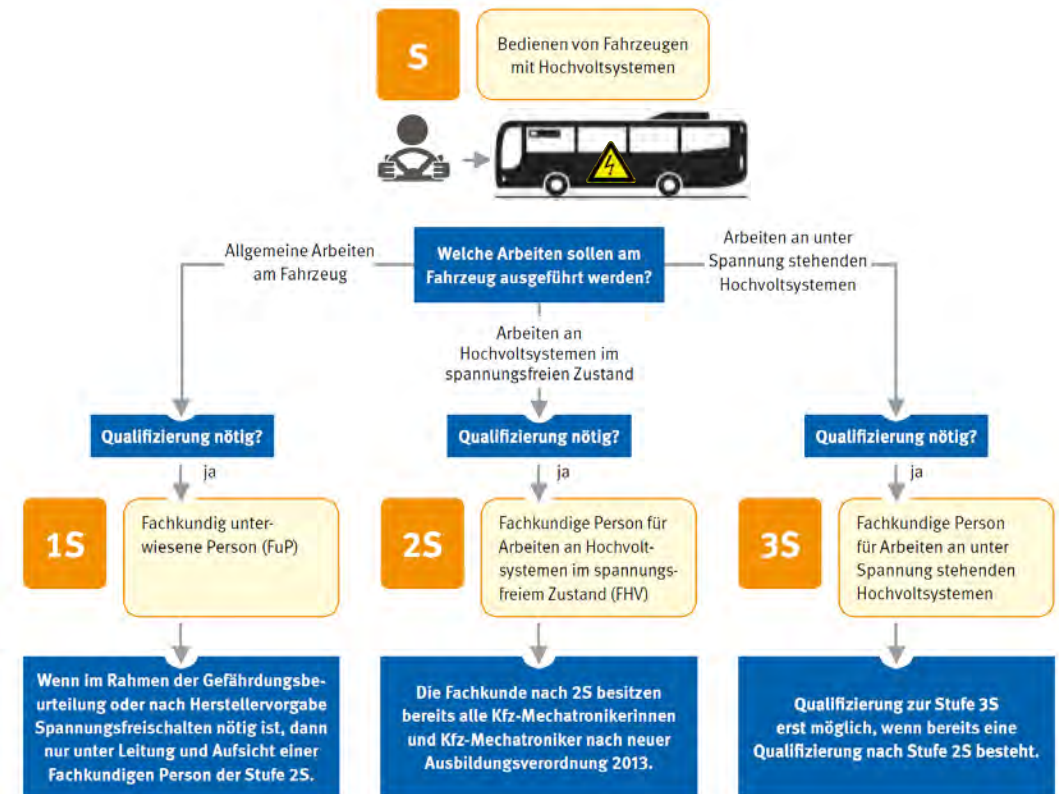 S
Bedienen von Fahrzeugen
mit Hochvoltsystemen
Allgemeine Arbeiten
am Fahrzeug
Welche Arbeiten sollen am
Fahrzeug ausgeführt werden?
Arbeiten an unter
Spannung stehenden
Hochvoltsystemen
Arbeiten an
Hochvoltsystemen im
spannungsfreien Zustand
Qualifizierung nötig?
Qualifizierung nötig?
Qualifizierung nötig?
ja
ja
ja
1S
Fachkundig unter-
wiesene Person (FuP)
2S
Fachkundige Person für
Arbeiten an Hochvolt-
systemen im spannungs-
freiem Zustand (FHV)
3S
Fachkundige Person
für Arbeiten an unter
Spannung stehenden
Hochvoltsystemen
Wenn im Rahmen der Gefährdungsbe-
urteilung oder nach Herstellervorgabe
Spannungsfreischalten nötig ist, dann
nur unter Leitung und Aufsicht einer
Fachkundigen Person der Stufe 2S.
Die Fachkunde nach 2S besitzen
bereits alle Kfz-Mechatronikerinnen
und Kfz-Mechatroniker nach neuer
Ausbildungsverordnung 2013.
Qualifizierung zur Stufe 3S
erst möglich, wenn bereits eine
Qualifizierung nach Stufe 2S besteht.